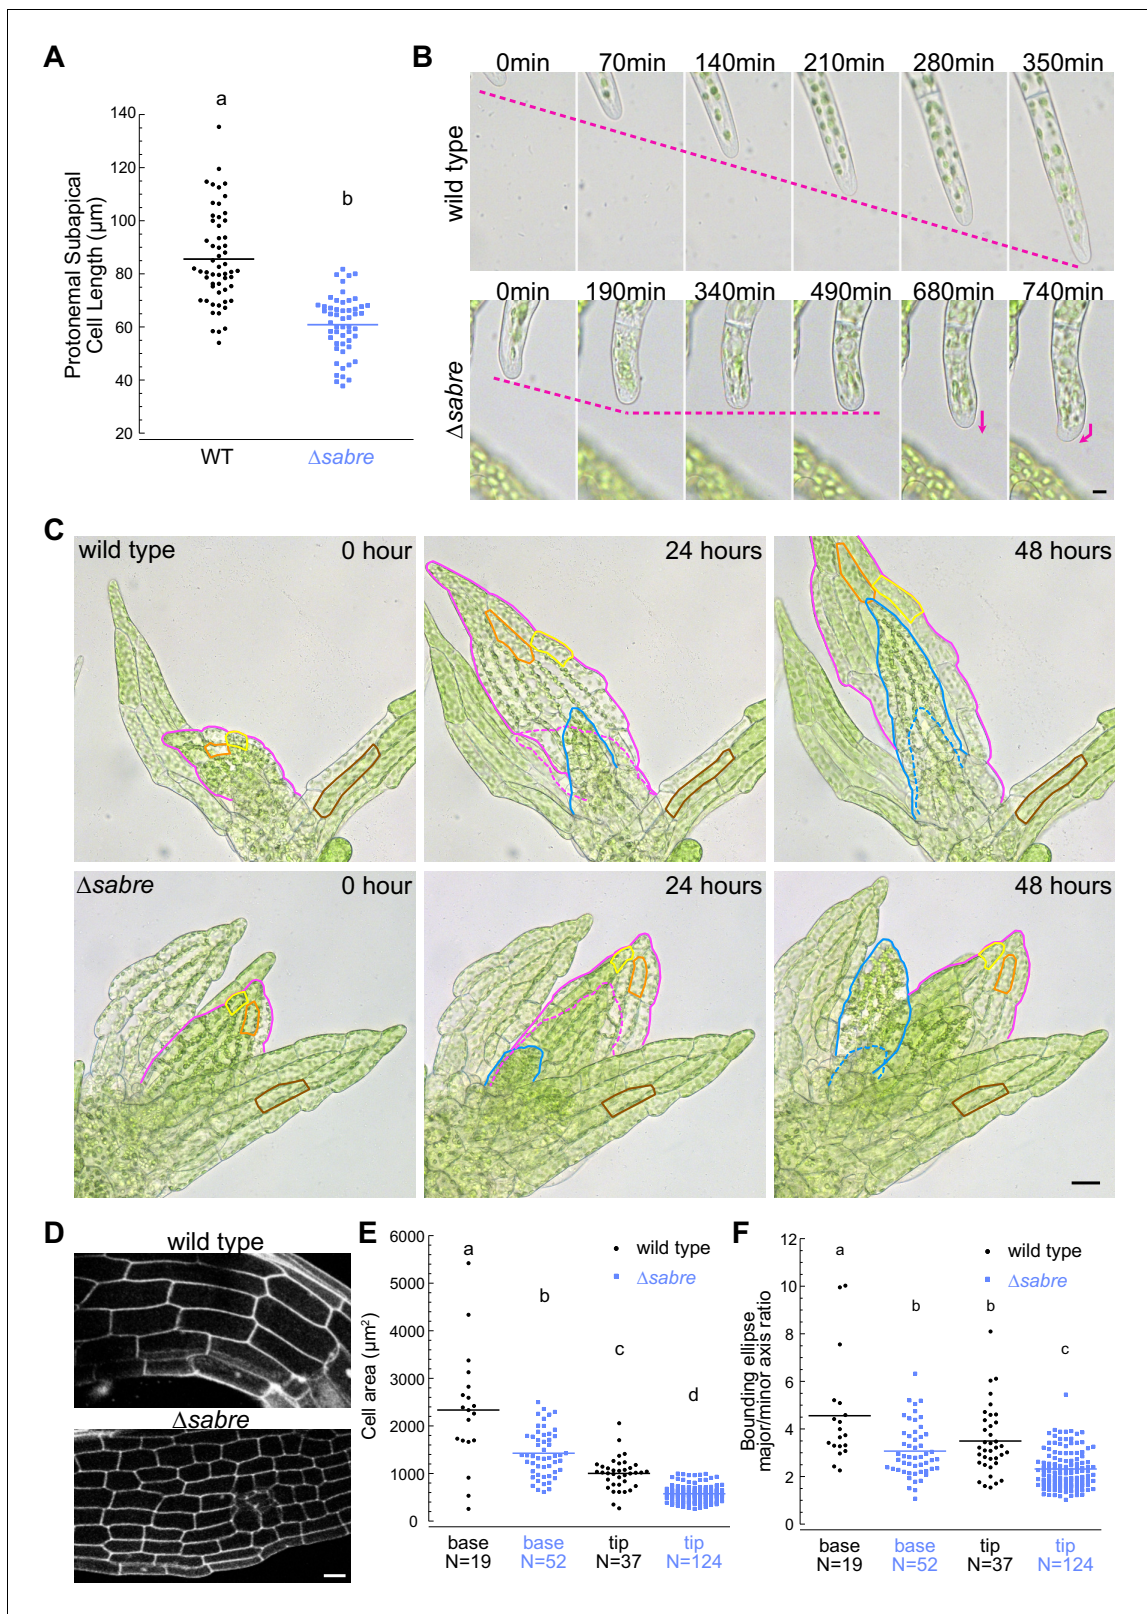 A
a
b
140
120
100
80
60
40
20
Protonemal Subapical
Cell Length (µm)
WT
Δsabre
B
0min 70min 140min 210min 280min 350min
wild type
0min 190min 340min 490min 680min 740min
Δsabre
C
wild type 0 hour
24 hours
48 hours
Δsabre 0 hour
24 hours
48 hours
D
wild type
Δsabre
E
6000
5000
4000
3000
2000
1000
0
Cell area (µm²)
a
b
c
d
wild type
Δsabre
base base tip tip
N=19 N=52 N=37 N=124
F
12
10
8
6
4
2
0
Bounding ellipse
major/minor axis ratio
a
b
b
c
wild type
Δsabre
base base tip tip
N=19 N=52 N=37 N=124